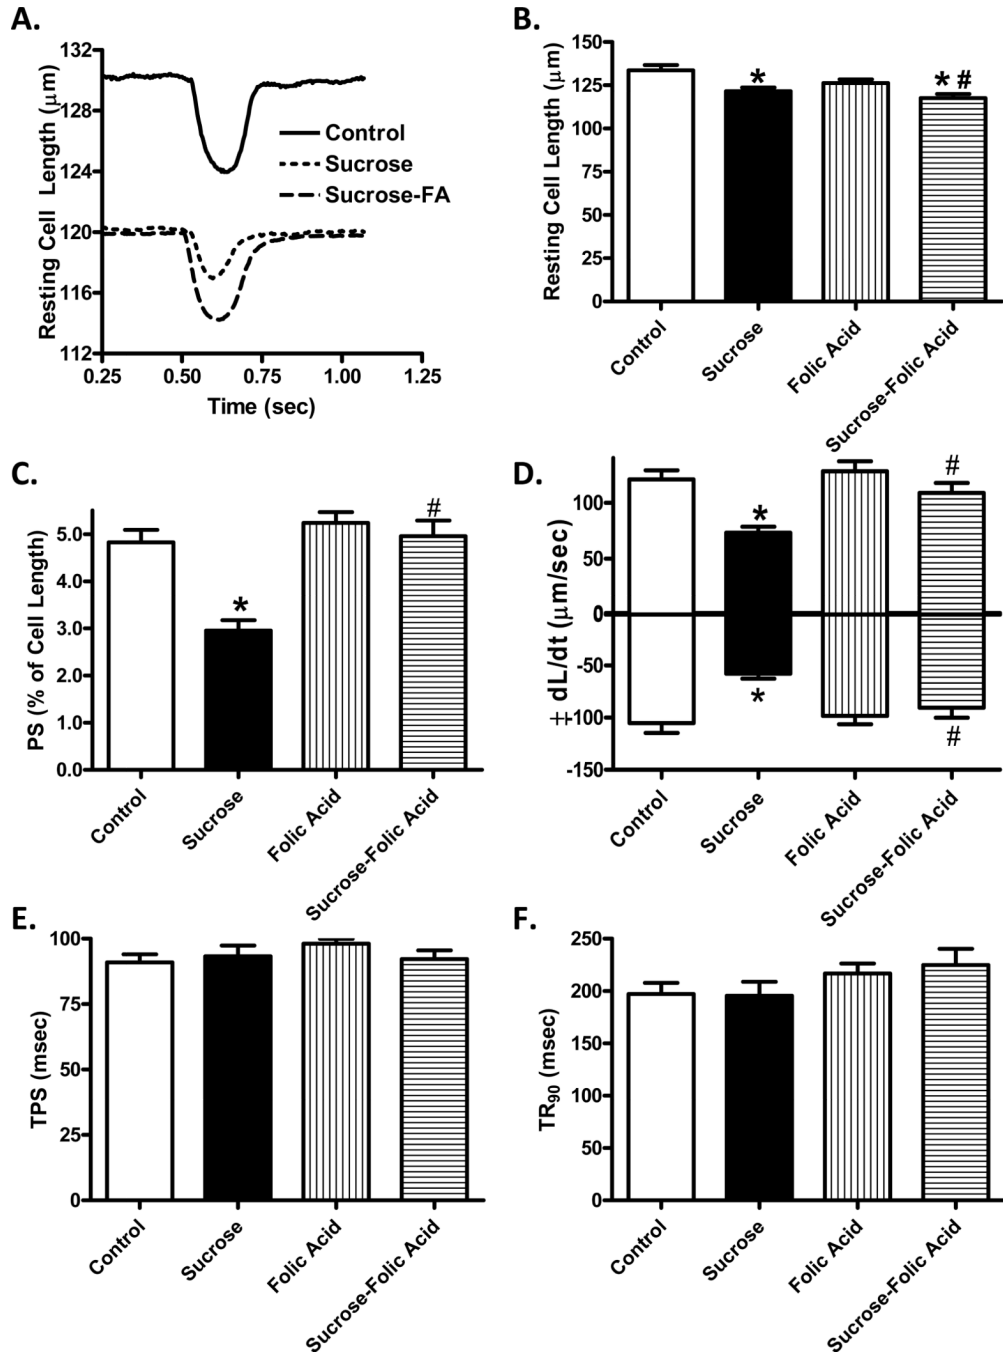 A.
132
128
124
120
116
112
Resting Cell Length (μm)
Control
Sucrose
Sucrose-FA
0.25 0.50 0.75 1.00 1.25
Time (sec)
B.
150
125
100
75
50
25
0
Resting Cell Length (μm)
*
* #
Control
Sucrose
Folic Acid
Sucrose-Folic Acid
C.
5.0
4.0
3.0
2.0
1.0
0.0
PS (% of Cell Length)
*
#
Control
Sucrose
Folic Acid
Sucrose-Folic Acid
D.
100
50
0
-50
-100
-150
∓ dL/dt (μm/sec)
*
#
*
#
Control
Sucrose
Folic Acid
Sucrose-Folic Acid
E.
100
75
50
25
0
TPS (msec)
Control
Sucrose
Folic Acid
Sucrose-Folic Acid
F.
250
200
150
100
50
0
TR₉₀ (msec)
Control
Sucrose
Folic Acid
Sucrose-Folic Acid